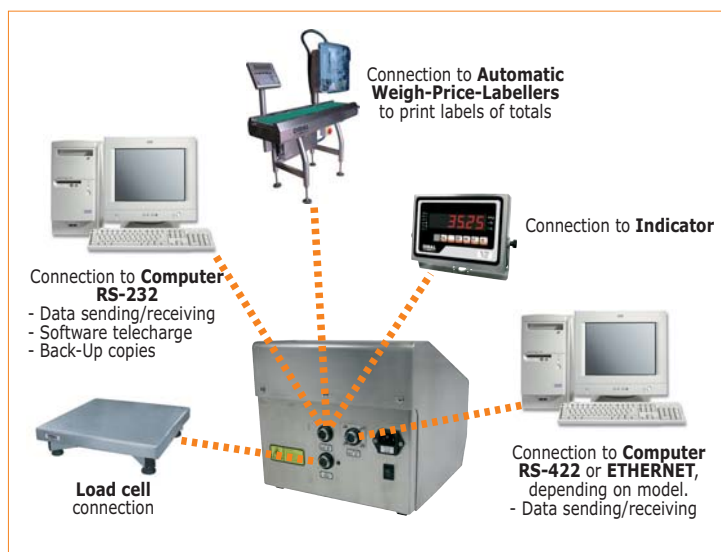 Connection to Automatic
Weigh-Price-Labellers
to print labels of totals
35.25
Connection to Indicator
Connection to Computer
RS-232
- Data sending/receiving
- Software telecharge
- Back-Up copies
Load cell
connection
Connection to Computer
RS-422 or ETHERNET,
depending on model.
- Data sending/receiving